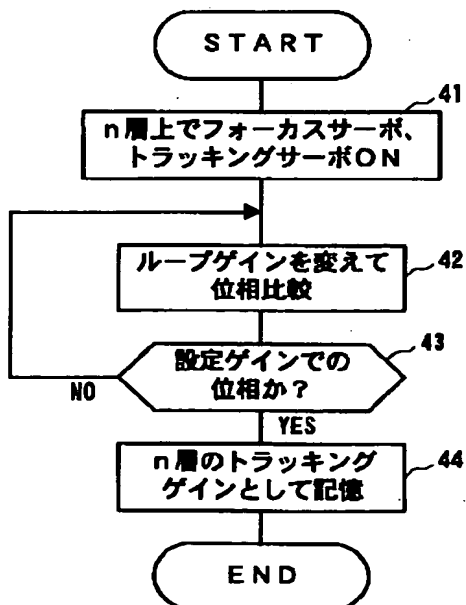 START
41
n層上でフォーカスサーボ、
トラッキングサーボON
ループゲインを変えて
位相比較
42
設定ゲインでの
位相か?
43
NO
YES
n層のトラッキング
ゲインとして記憶
44
END